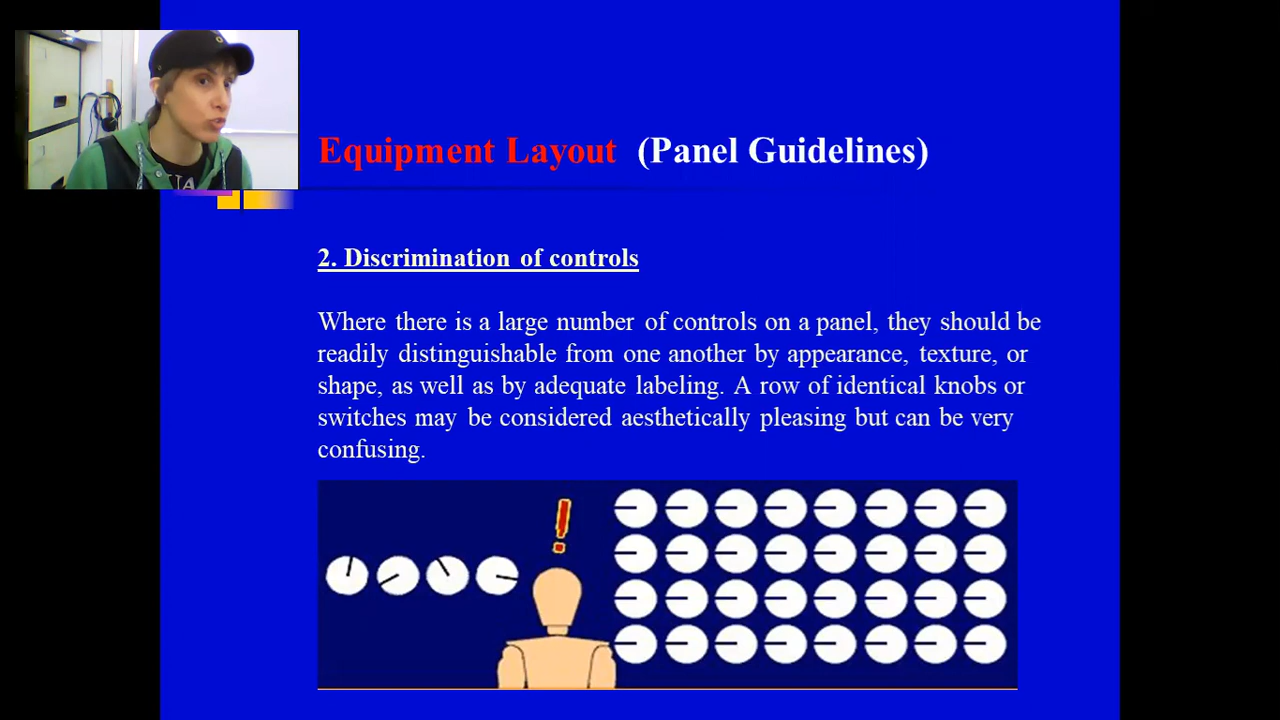 Equipment Layout (Panel Guidelines)
2. Discrimination of controls
Where there is a large number of controls on a panel, they should be
readily distinguishable from one another by appearance, texture, or
shape, as well as by adequate labeling. A row of identical knobs or
switches may be considered aesthetically pleasing but can be very
confusing.
!